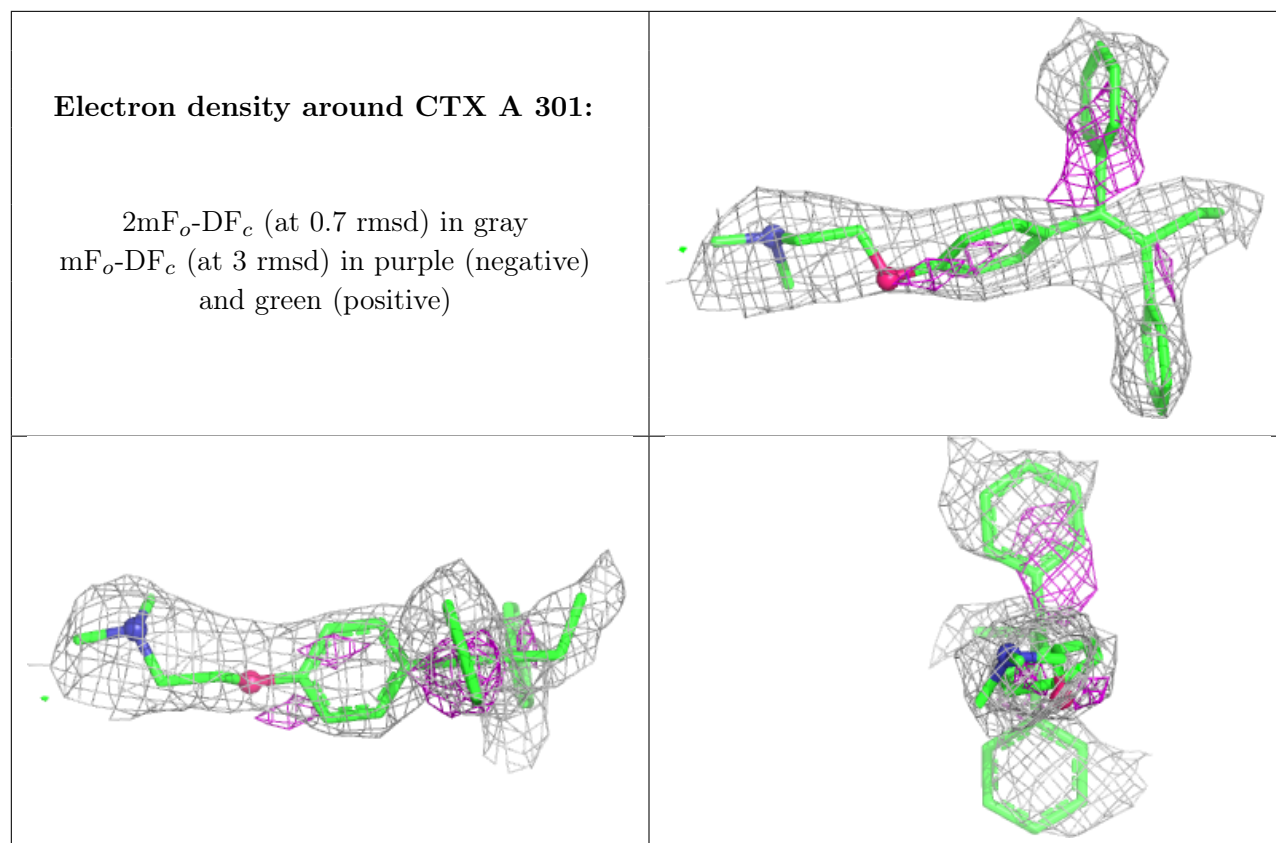 Electron density around CTX A 301:
2mFo-DFc (at 0.7 rmsd) in gray
mFo-DFc (at 3 rmsd) in purple (negative)
and green (positive)